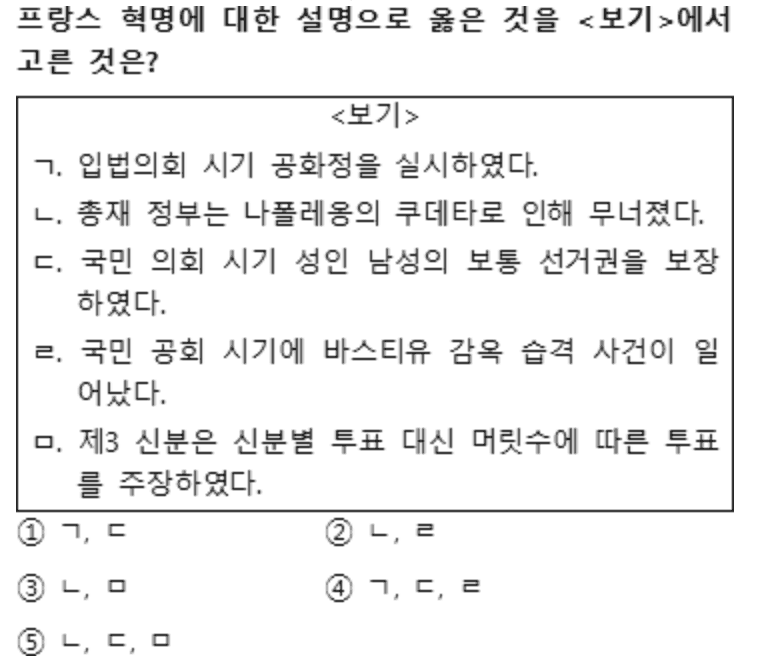 프랑스 혁명에 대한 설명으로 옳은 것을 <보기>에서
고른 것은?
<보기>
ㄱ. 입법의회 시기 공화정을 실시하였다.
ㄴ. 총재 정부는 나폴레옹의 쿠데타로 인해 무너졌다.
ㄷ. 국민 의회 시기 성인 남성의 보통 선거권을 보장
하였다.
ㄹ. 국민 공회 시기에 바스티유 감옥 습격 사건이 일
어났다.
ㅁ. 제3 신분은 신분별 투표 대신 머릿수에 따른 투표
를 주장하였다.
① ㄱ, ㄷ ② ㄴ, ㄹ
③ ㄴ, ㅁ ④ ㄱ, ㄷ, ㄹ
⑤ ㄴ, ㄷ, ㅁ